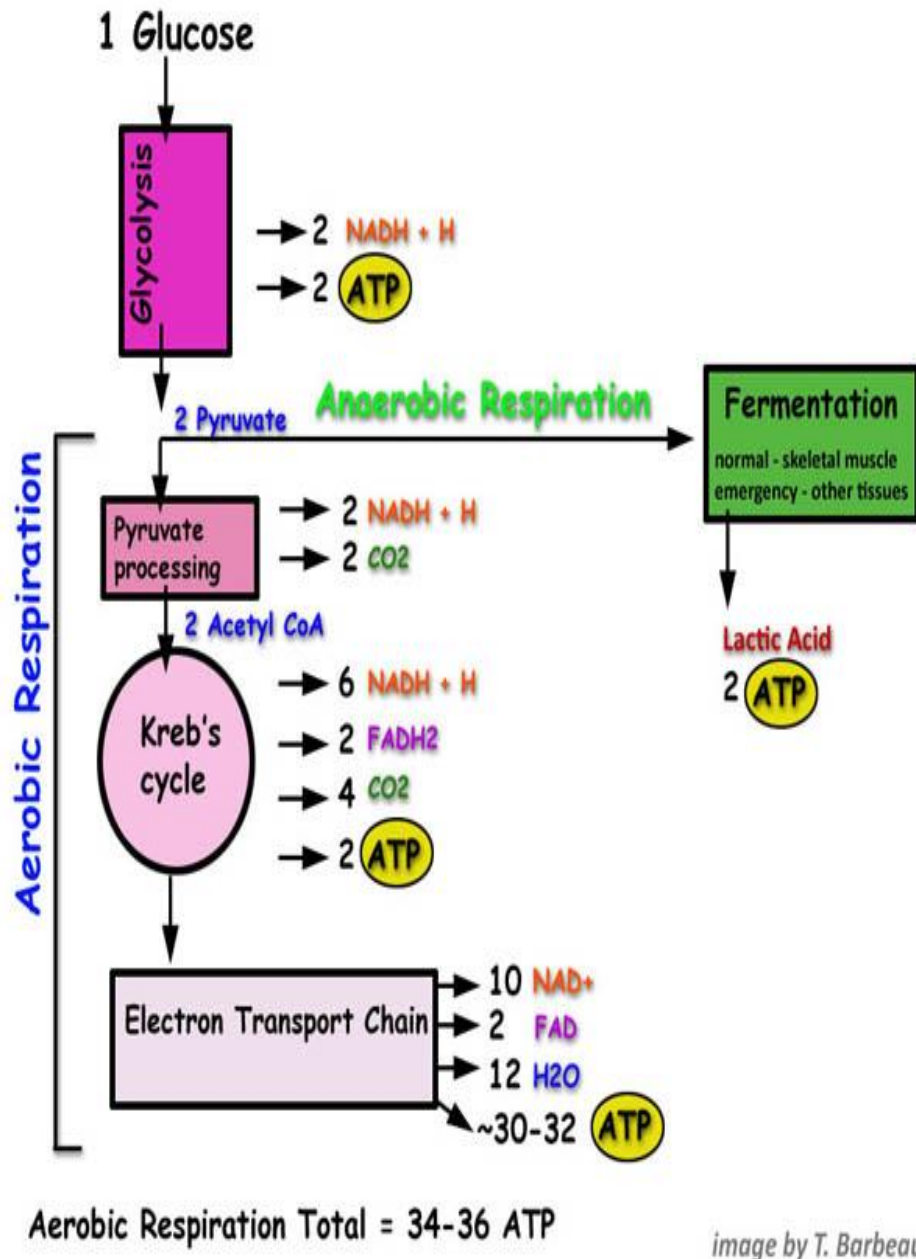 1 Glucose
Glycolysis
2 NADH + H
2 ATP
2 Pyruvate
Anaerobic Respiration
Fermentation
normal - skeletal muscle
emergency - other tissues
Lactic Acid
2 ATP
Aerobic Respiration
Pyruvate
processing
2 NADH + H
2 CO2
2 Acetyl CoA
Kreb's
cycle
6 NADH + H
2 FADH2
4 CO2
2 ATP
Electron Transport Chain
10 NAD+
2 FAD
12 H2O
~30-32 ATP
Aerobic Respiration Total = 34-36 ATP
image by T. Barbeau